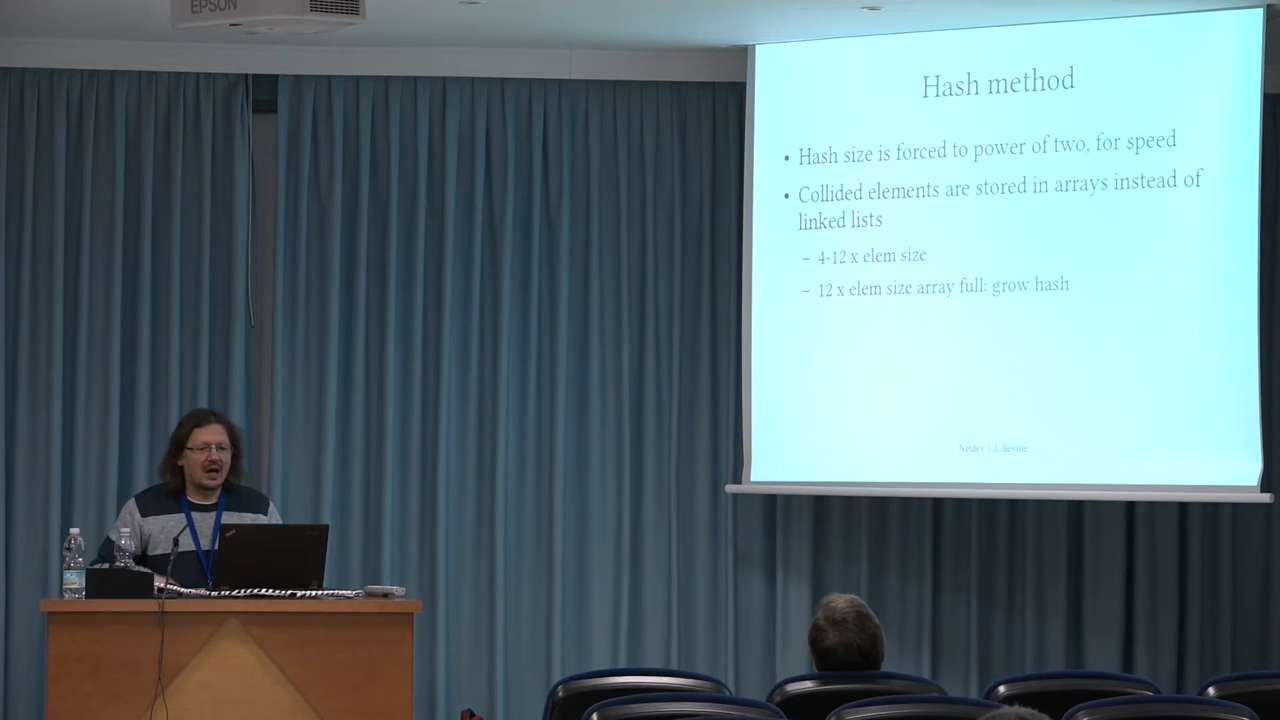 EPSON
Hash method
• Hash size is forced to power of two, for speed
• Collided elements are stored in arrays instead of
linked lists
– 4-12 x elem size
– 12 x elem size array full: grow hash
Netdev 1.1, Seville